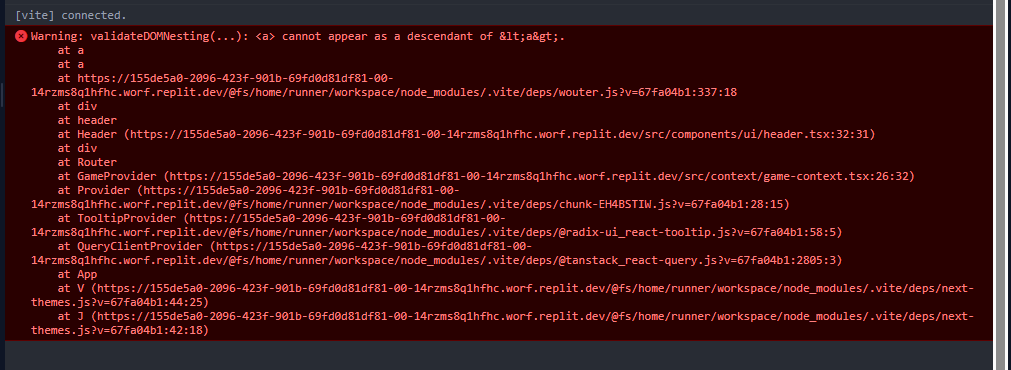 [vite] connected.
Warning: validateDOMNesting(...): <a> cannot appear as a descendant of &lt;a&gt;.
at a
at a
at https://155de5a0-2096-423f-901b-69fd0d81df81-00-
14rzms8q1hfhc.worf.replit.dev/@fs/home/runner/workspace/node_modules/.vite/deps/wouter.js?v=67fa04b1:337:18
at div
at header
at Header (https://155de5a0-2096-423f-901b-69fd0d81df81-00-14rzms8q1hfhc.worf.replit.dev/src/components/ui/header.tsx:32:31)
at div
at Router
at GameProvider (https://155de5a0-2096-423f-901b-69fd0d81df81-00-14rzms8q1hfhc.worf.replit.dev/src/context/game-context.tsx:26:32)
at Provider (https://155de5a0-2096-423f-901b-69fd0d81df81-00-
14rzms8q1hfhc.worf.replit.dev/@fs/home/runner/workspace/node_modules/.vite/deps/chunk-EH4BSTIW.js?v=67fa04b1:28:15)
at TooltipProvider (https://155de5a0-2096-423f-901b-69fd0d81df81-00-
14rzms8q1hfhc.worf.replit.dev/@fs/home/runner/workspace/node_modules/.vite/deps/@radix-ui_react-tooltip.js?v=67fa04b1:58:5)
at QueryClientProvider (https://155de5a0-2096-423f-901b-69fd0d81df81-00-
14rzms8q1hfhc.worf.replit.dev/@fs/home/runner/workspace/node_modules/.vite/deps/@tanstack_react-query.js?v=67fa04b1:2805:3)
at App
at V (https://155de5a0-2096-423f-901b-69fd0d81df81-00-14rzms8q1hfhc.worf.replit.dev/@fs/home/runner/workspace/node_modules/.vite/deps/next-
themes.js?v=67fa04b1:44:25)
at J (https://155de5a0-2096-423f-901b-69fd0d81df81-00-14rzms8q1hfhc.worf.replit.dev/@fs/home/runner/workspace/node_modules/.vite/deps/next-
themes.js?v=67fa04b1:42:18)